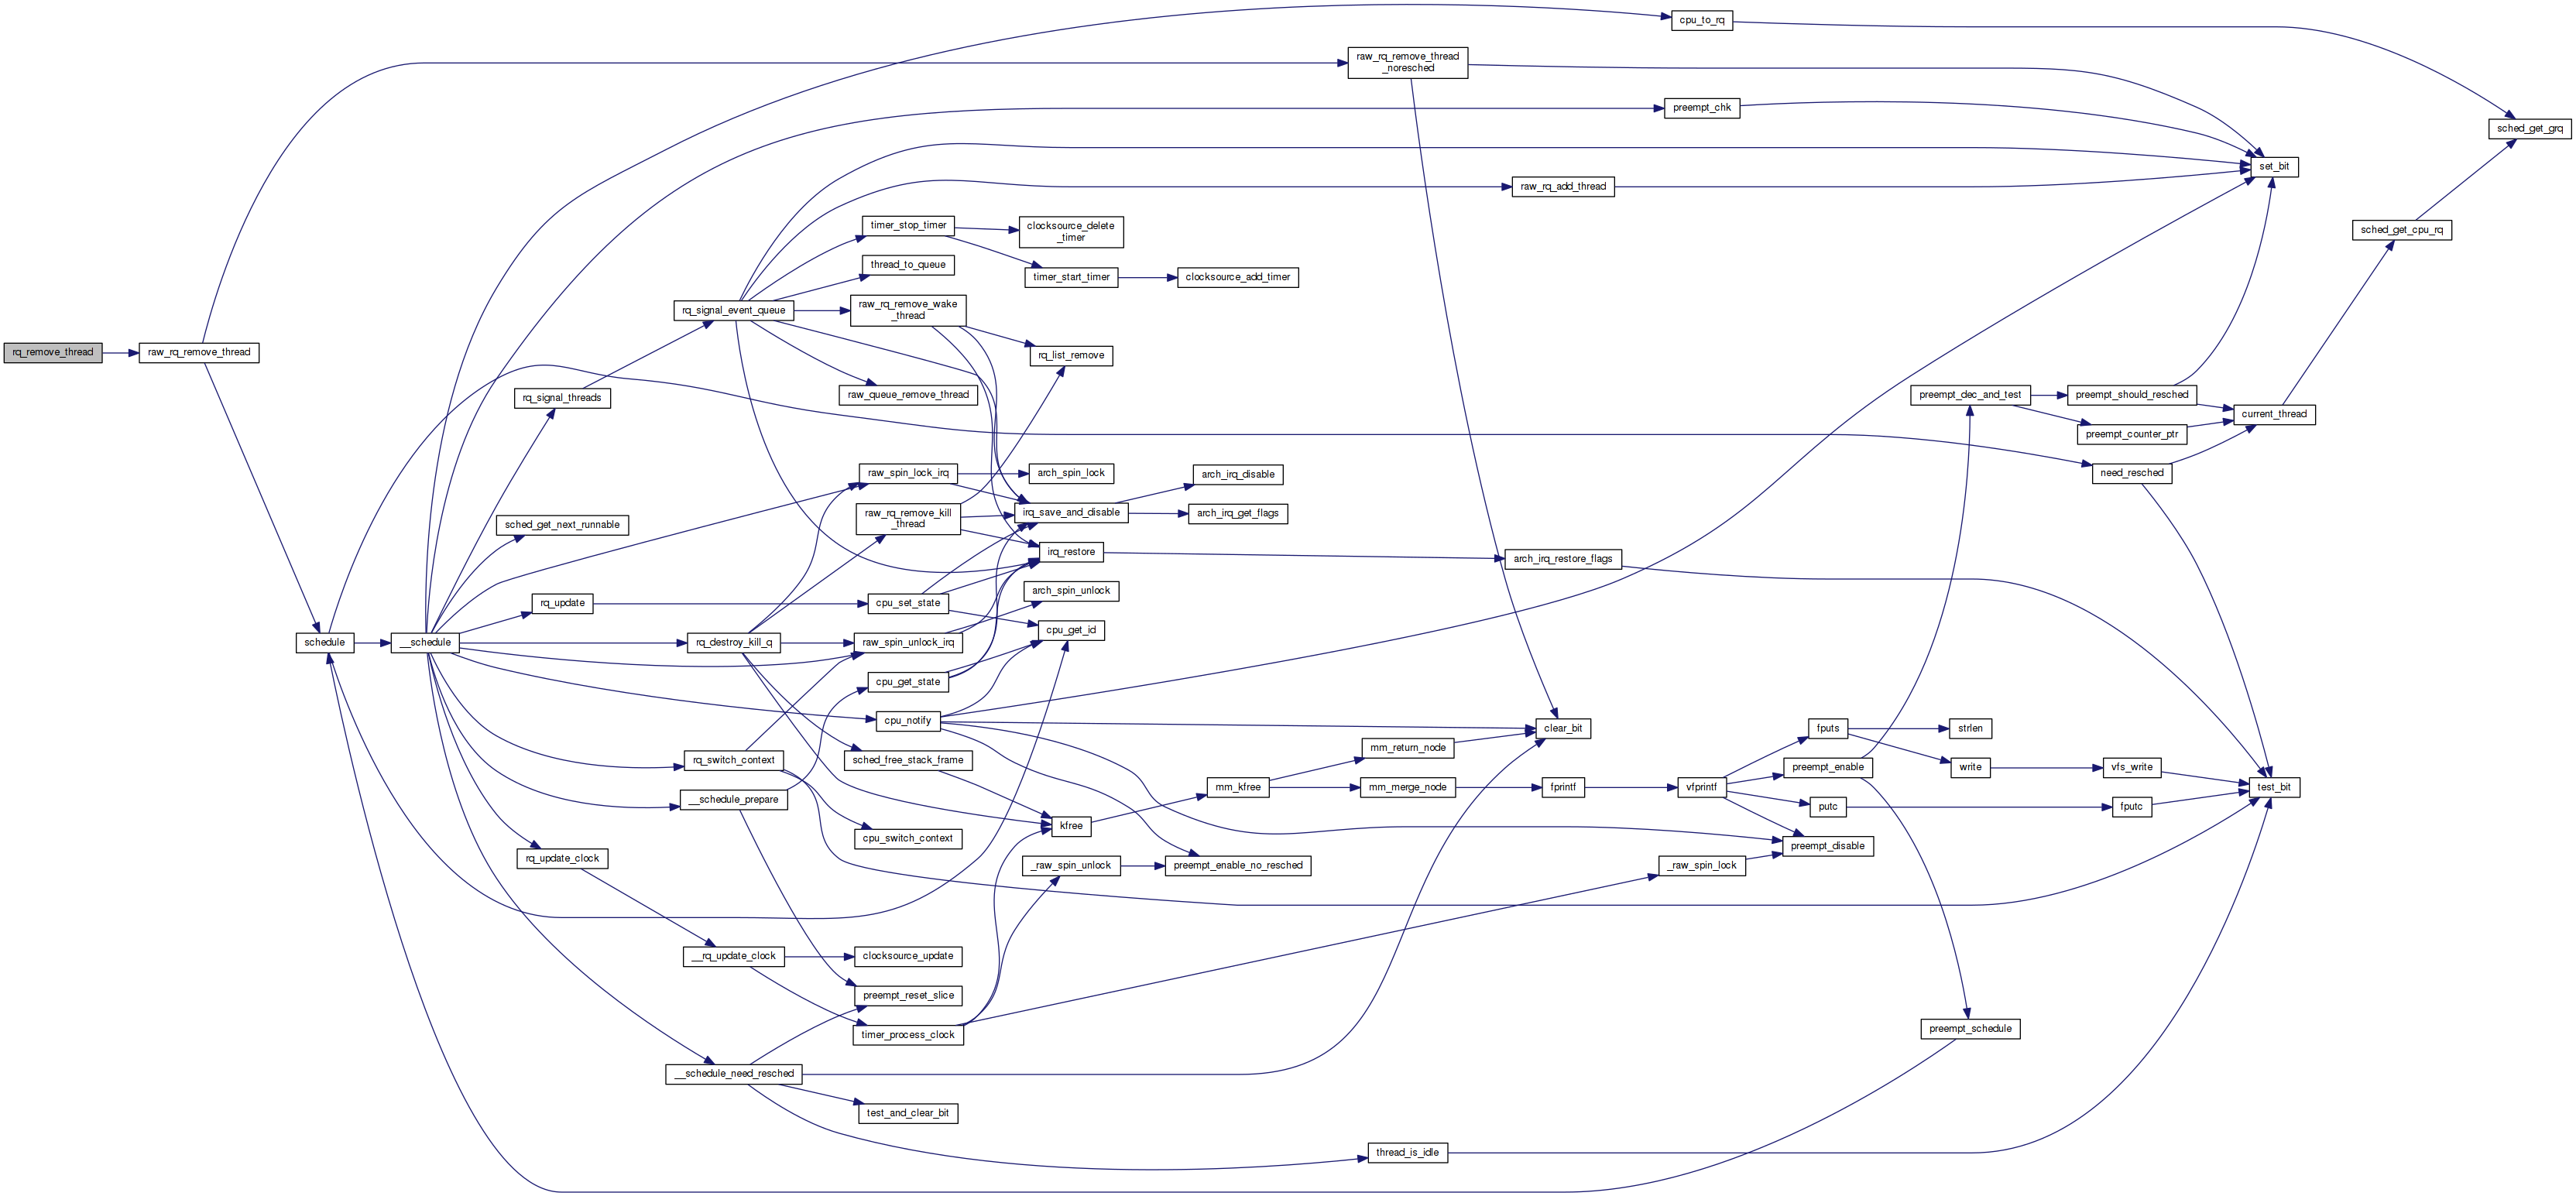 rq_remove_thread
raw_rq_remove_thread
schedule
__schedule
rq_signal_threads
sched_get_next_runnable
rq_update
rq_update_clock
rq_signal_event_queue
rq_destroy_kill_q
rq_switch_context
__schedule_prepare
__rq_update_clock
__schedule_need_resched
timer_stop_timer
thread_to_queue
raw_rq_remove_wake
_thread
raw_queue_remove_thread
raw_spin_lock_irq
raw_rq_remove_kill
_thread
cpu_set_state
raw_spin_unlock_irq
cpu_get_state
cpu_notify
sched_free_stack_frame
cpu_switch_context
clocksource_update
preempt_reset_slice
timer_process_clock
test_and_clear_bit
clocksource_delete
_timer
timer_start_timer
rq_list_remove
arch_spin_lock
irq_save_and_disable
irq_restore
arch_spin_unlock
cpu_get_id
kfree
_raw_spin_unlock
clocksource_add_timer
arch_irq_disable
arch_irq_get_flags
mm_kfree
preempt_enable_no_resched
raw_rq_remove_thread
_noresched
mm_return_node
mm_merge_node
thread_is_idle
raw_rq_add_thread
arch_irq_restore_flags
clear_bit
fprintf
cpu_to_rq
preempt_chk
vfprintf
_raw_spin_lock
fputs
preempt_enable
putc
preempt_disable
preempt_dec_and_test
strlen
write
preempt_schedule
preempt_should_resched
preempt_counter_ptr
need_resched
vfs_write
fputc
set_bit
current_thread
test_bit
sched_get_cpu_rq
sched_get_grq